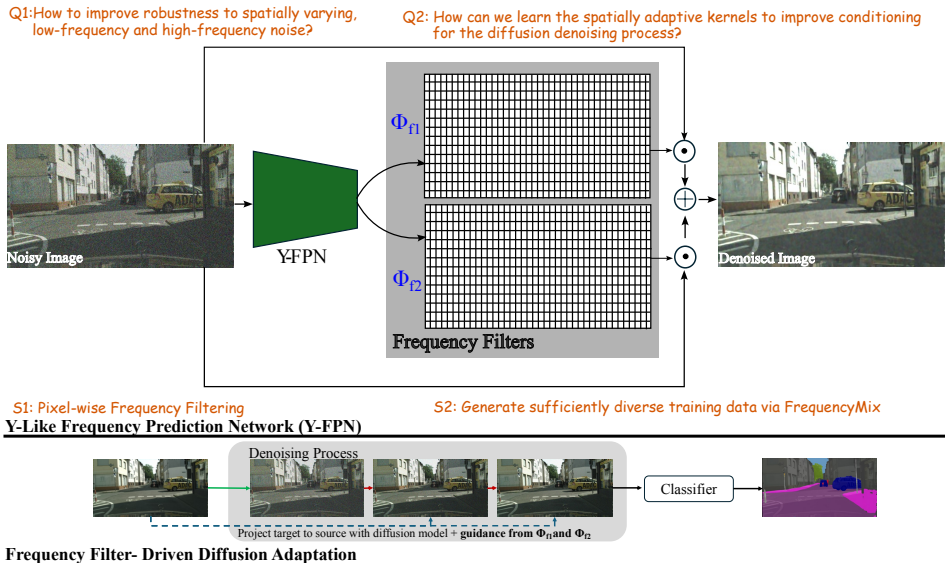 Q1:How to improve robustness to spatially varying,
low-frequency and high-frequency noise?
Q2: How can we learn the spatially adaptive kernels to improve conditioning
for the diffusion denoising process?
Φf1
ADAC
Noisy Image
Y-FPN
Φf2
Frequency Filters
Denoised Image
S1: Pixel-wise Frequency Filtering
S2: Generate sufficiently diverse training data via FrequencyMix
Y-Like Frequency Prediction Network (Y-FPN)
Denoising Process
Classifier
Project target to source with diffusion model + guidance from Φf1 and Φf2
Frequency Filter- Driven Diffusion Adaptation